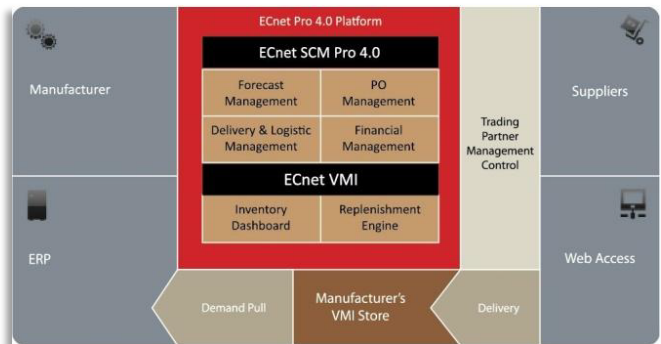 ECnet Pro 4.0 Platform
ECnet SCM Pro 4.0
Manufacturer
Forecast
Management
PO
Management
Delivery & Logistic
Management
Financial
Management
Trading
Partner
Management
Control
Suppliers
ECnet VMI
Inventory
Dashboard
Replenishment
Engine
ERP
Web Access
Demand Pull
Manufacturer's
VMI Store
Delivery